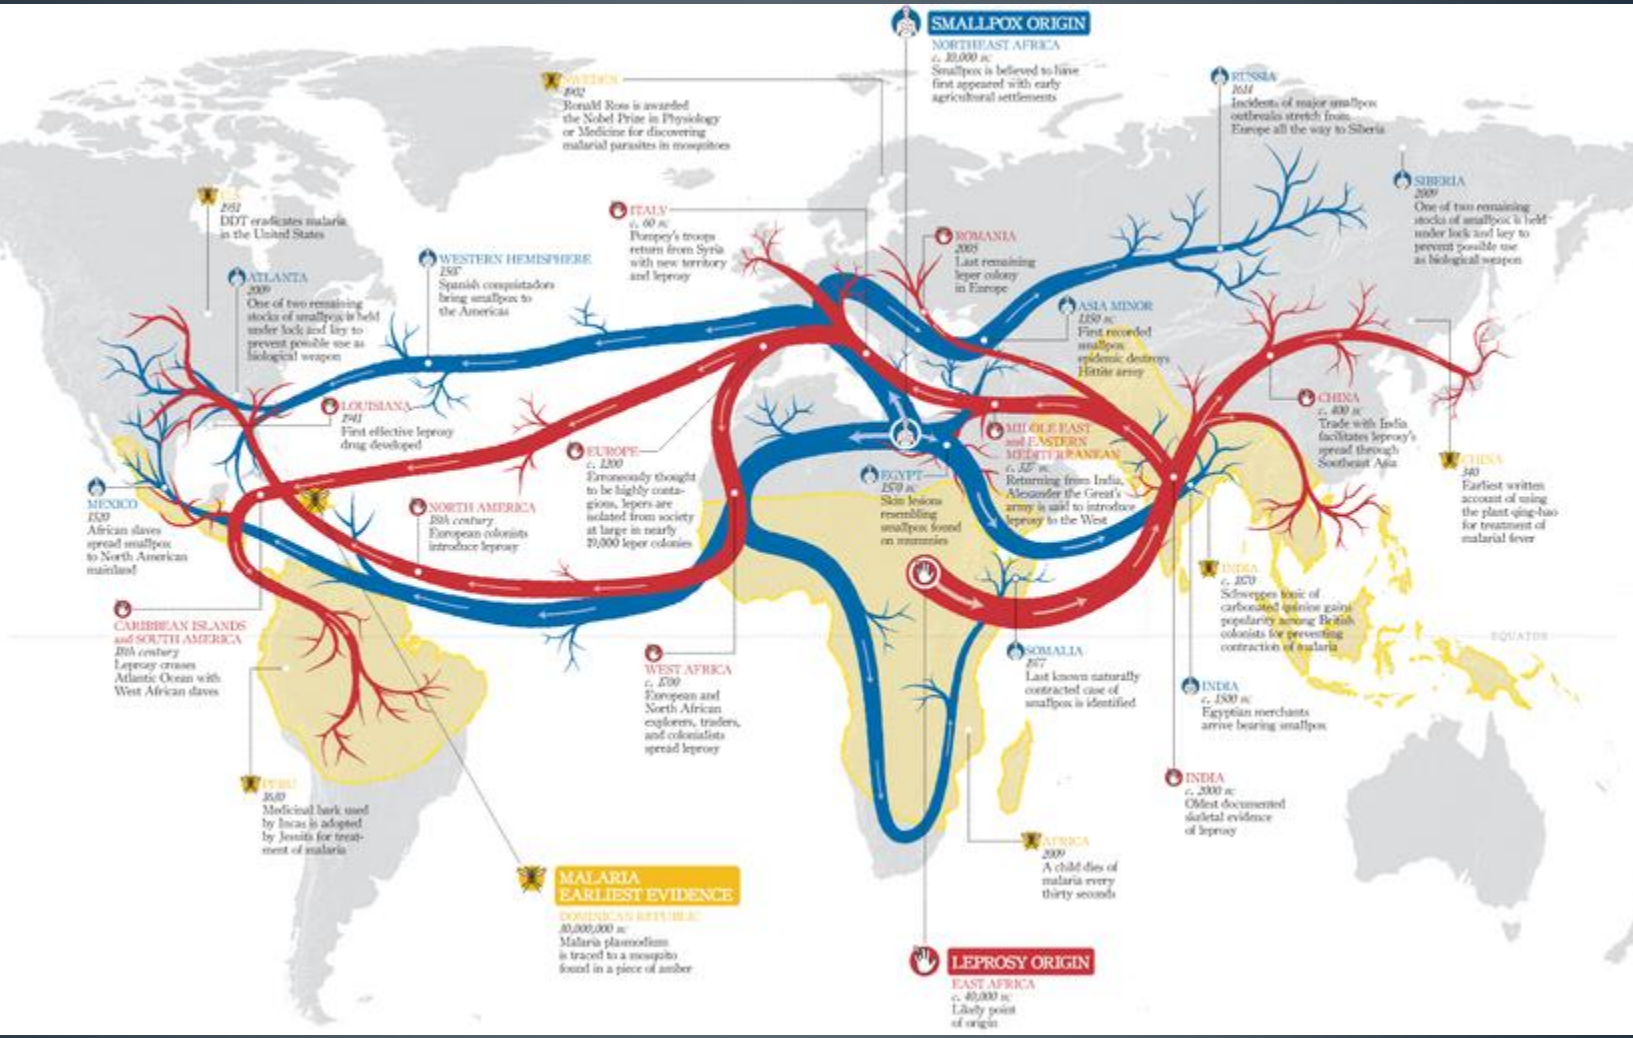 SMALLPOX ORIGIN
NORTHEAST AFRICA
c. 10,000 BC
Smallpox is believed to have
first appeared with early
agricultural settlements
SWEDEN
1902
Ronald Ross is awarded
the Nobel Prize in Physiology
or Medicine for discovering
malarial parasites in mosquitoes
RUSSIA
1614
Incidents of major smallpox
outbreaks stretch from
Europe all the way to Siberia
SIBERIA
2009
One of two remaining
stocks of smallpox is held
under lock and key to
prevent possible use
as biological weapon
U.S.
1951
DDT eradicates malaria
in the United States
ITALY
c. 60 BC
Pompey's troops
return from Syria
with new territory
and leprosy
ROMANIA
2005
Last remaining
leper colony
in Europe
WESTERN HEMISPHERE
1507
Spanish conquistadors
bring smallpox to
the Americas
ATLANTA
2009
One of two remaining
stocks of smallpox is held
under lock and key to
prevent possible use as
biological weapon
ASIA MINOR
1350 BC
First recorded
smallpox
epidemic destroys
Hittite army
LOUISIANA
1941
First effective leprosy
drug developed
CHINA
c. 400 BC
Trade with India
facilitates leprosy's
spread through
Southeast Asia
EUROPE
c. 1200
Erroneously thought
to be highly conta-
gious, lepers are
isolated from society
at large in nearly
19,000 leper colonies
MIDDLE EAST
and EASTERN
MEDITERRANEAN
c. 327 BC
Returning from India,
Alexander the Great's
army is said to introduce
leprosy to the West
EGYPT
1570 BC
Skin lesions
resembling
smallpox found
on mummies
CHINA
340
Earliest written
account of using
the plant qing-hao
for treatment of
malarial fever
MEXICO
1520
African slaves
spread smallpox
to North American
mainland
NORTH AMERICA
18th century
European colonists
introduce leprosy
INDIA
c. 1870
Schweppes tonic of
carbonated quinine gains
popularity among British
colonists for preventing
contraction of malaria
CARIBBEAN ISLANDS
and SOUTH AMERICA
18th century
Leprosy crosses
Atlantic Ocean with
West African slaves
EQUATOR
WEST AFRICA
c. 1700
European and
North African
explorers, traders,
and colonialists
spread leprosy
SOMALIA
1977
Last known naturally
contracted case of
smallpox is identified
INDIA
c. 1500 BC
Egyptian merchants
arrive bearing smallpox
INDIA
c. 2000 BC
Oldest documented
skeletal evidence
of leprosy
PERU
1630
Medicinal bark used
by Incas is adopted
by Jesuits for treat-
ment of malaria
AFRICA
2009
A child dies of
malaria every
thirty seconds
MALARIA
EARLIEST EVIDENCE
DOMINICAN REPUBLIC
30,000,000 BC
Malaria plasmodium
is traced to a mosquito
found in a piece of amber
LEPROSY ORIGIN
EAST AFRICA
c. 40,000 BC
Likely point
of origin